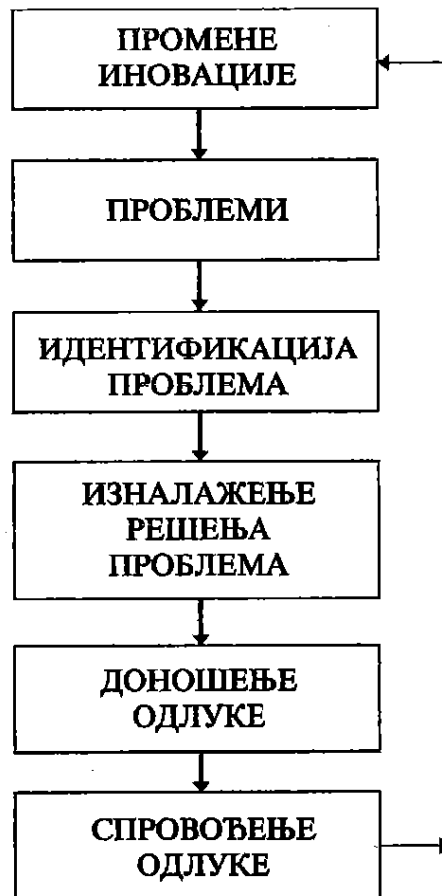 ПРОМЕНЕ
ИНОВАЦИЈЕ
ПРОБЛЕМИ
ИДЕНТИФИКАЦИЈА
ПРОБЛЕМА
ИЗНАЛАЖЕЊЕ
РЕШЕЊА
ПРОБЛЕМА
ДОНОШЕЊЕ
ОДЛУКЕ
СПРОВОЂЕЊЕ
ОДЛУКЕ